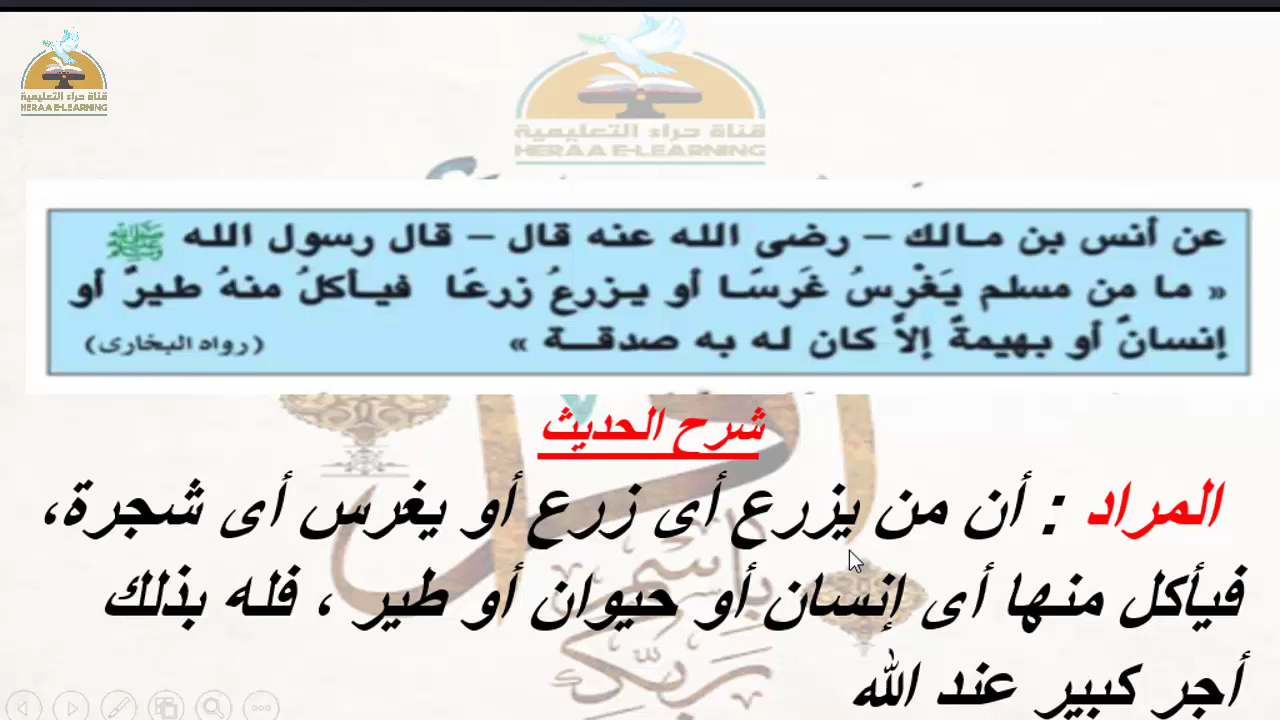 قناة حراء التعليمية
HERAA E-LEARNING
قناة حراء التعليمية
HERAA E-LEARNING
عن أنس بن مالك – رضى الله عنه قال – قال رسول الله ﷺ
« ما من مسلم يَغْرِسُ غَرسَا أو يزرعُ زرعًا فيأكلُ منهُ طيرٌ أو
إنسانٌ أو بهيمةٌ إلاَّ كان له به صدقة » (رواه البخارى)
شرح الحديث
المراد : أن من يزرع أى زرع أو يغرس أى شجرة،
فيأكل منها أى إنسان أو حيوان أو طير ، فله بذلك
أجر كبير عند الله
اقرأ
باسم
ربك